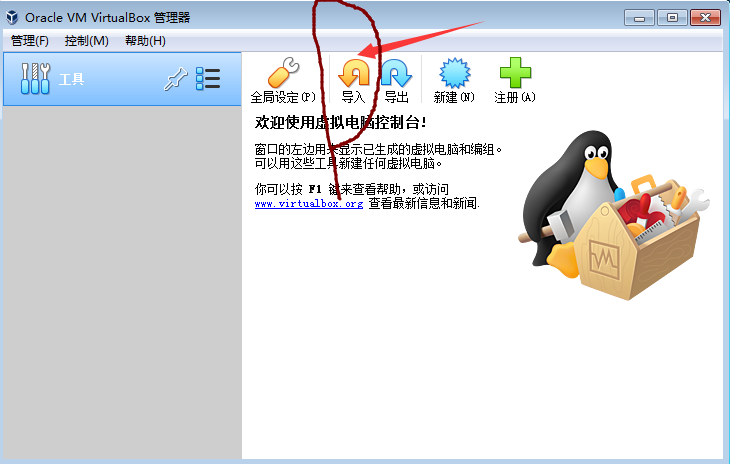 Oracle VM VirtualBox 管理器
管理(F) 控制(M) 帮助(H)
工具
全局设定(P) 导入 导出 新建(N) 注册(A)
欢迎使用虚拟电脑控制台!
窗口的左边用来显示已生成的虚拟电脑和编组。
可以用这些工具新建任何虚拟电脑。
你可以按 F1 键来查看帮助，或访问
www.virtualbox.org 查看最新信息和新闻.